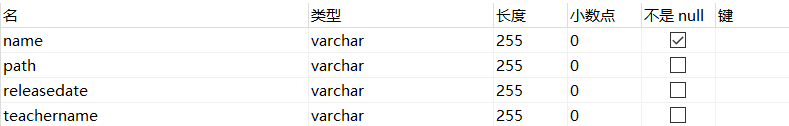 名 类型 长度 小数点 不是 null 键
name varchar 255 0
path varchar 255 0
releasedate varchar 255 0
teachername varchar 255 0